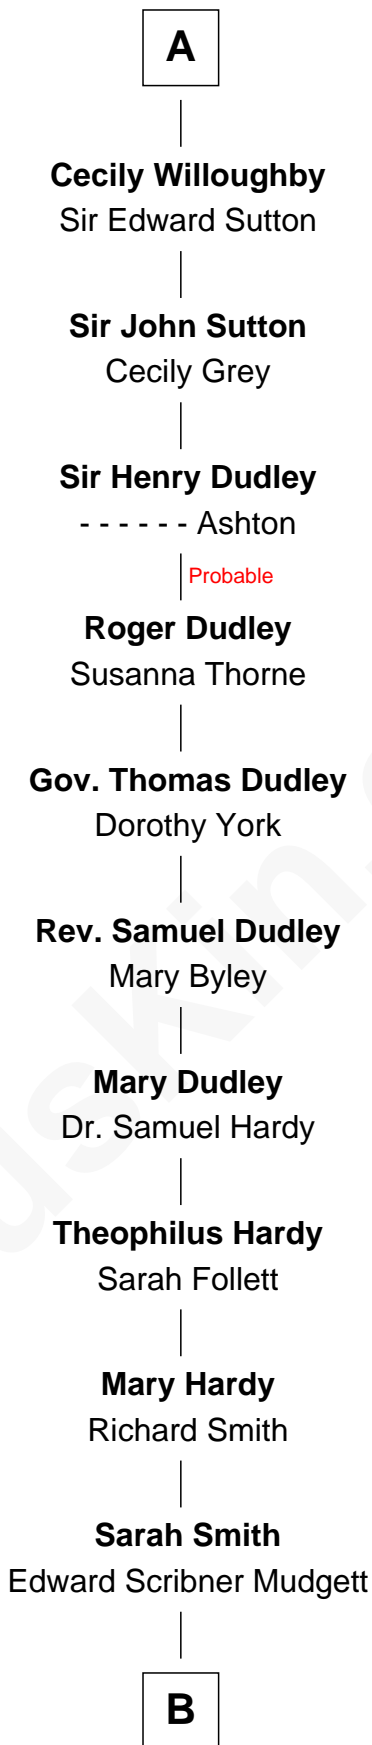 A
Cecily Willoughby
Sir Edward Sutton
Sir John Sutton
Cecily Grey
Sir Henry Dudley
- - - - - - Ashton
Probable
Roger Dudley
Susanna Thorne
Gov. Thomas Dudley
Dorothy York
Rev. Samuel Dudley
Mary Byley
Mary Dudley
Dr. Samuel Hardy
Theophilus Hardy
Sarah Follett
Mary Hardy
Richard Smith
Sarah Smith
Edward Scribner Mudgett
B